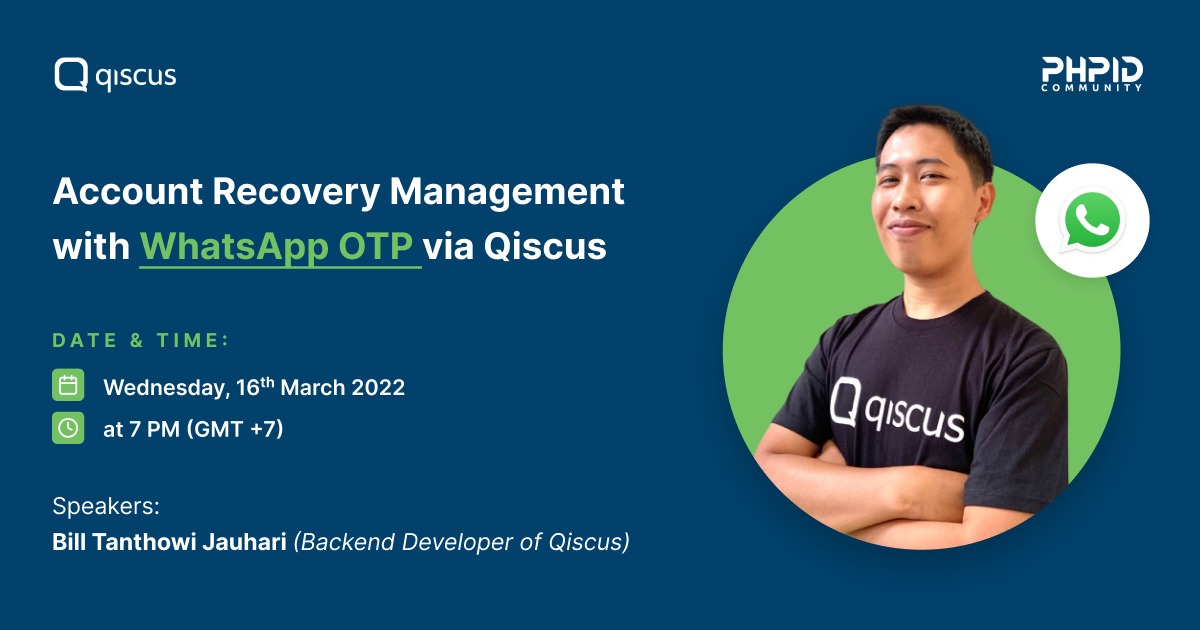 qiscus
PHPID
COMMUNITY
Account Recovery Management
with WhatsApp OTP via Qiscus
DATE & TIME:
Wednesday, 16th March 2022
at 7 PM (GMT +7)
Speakers:
Bill Tanthowi Jauhari (Backend Developer of Qiscus)
qiscus